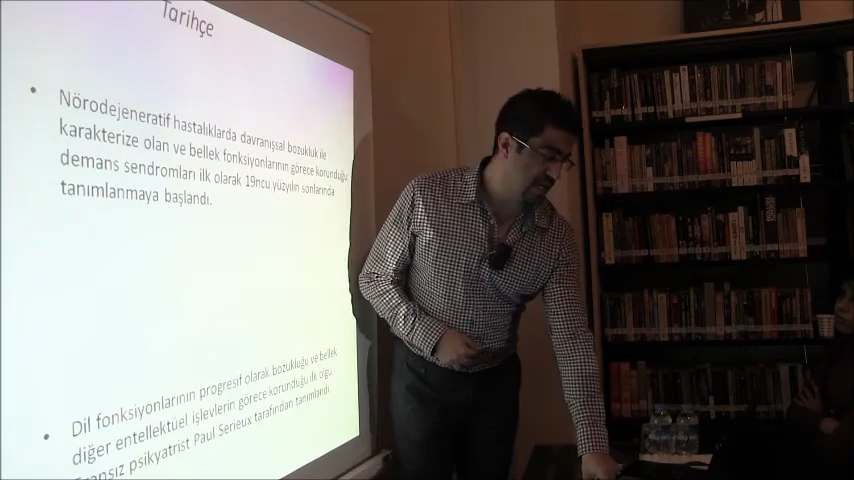 Tarihçe
• Nörodejeneratif hastalıklarda davranışsal bozukluk ile
karakterize olan ve bellek fonksiyonlarının görece korunduğu
demans sendromları ilk olarak 19ncu yüzyılın sonlarında
tanımlanmaya başlandı.
• Dil fonksiyonlarının progresif olarak bozukluğu ve bellek
diğer entellektüel işlevlerin görece korunduğu ilk olgu
Fransız psikyatrist Paul Serieux tarafından tanımlandı.